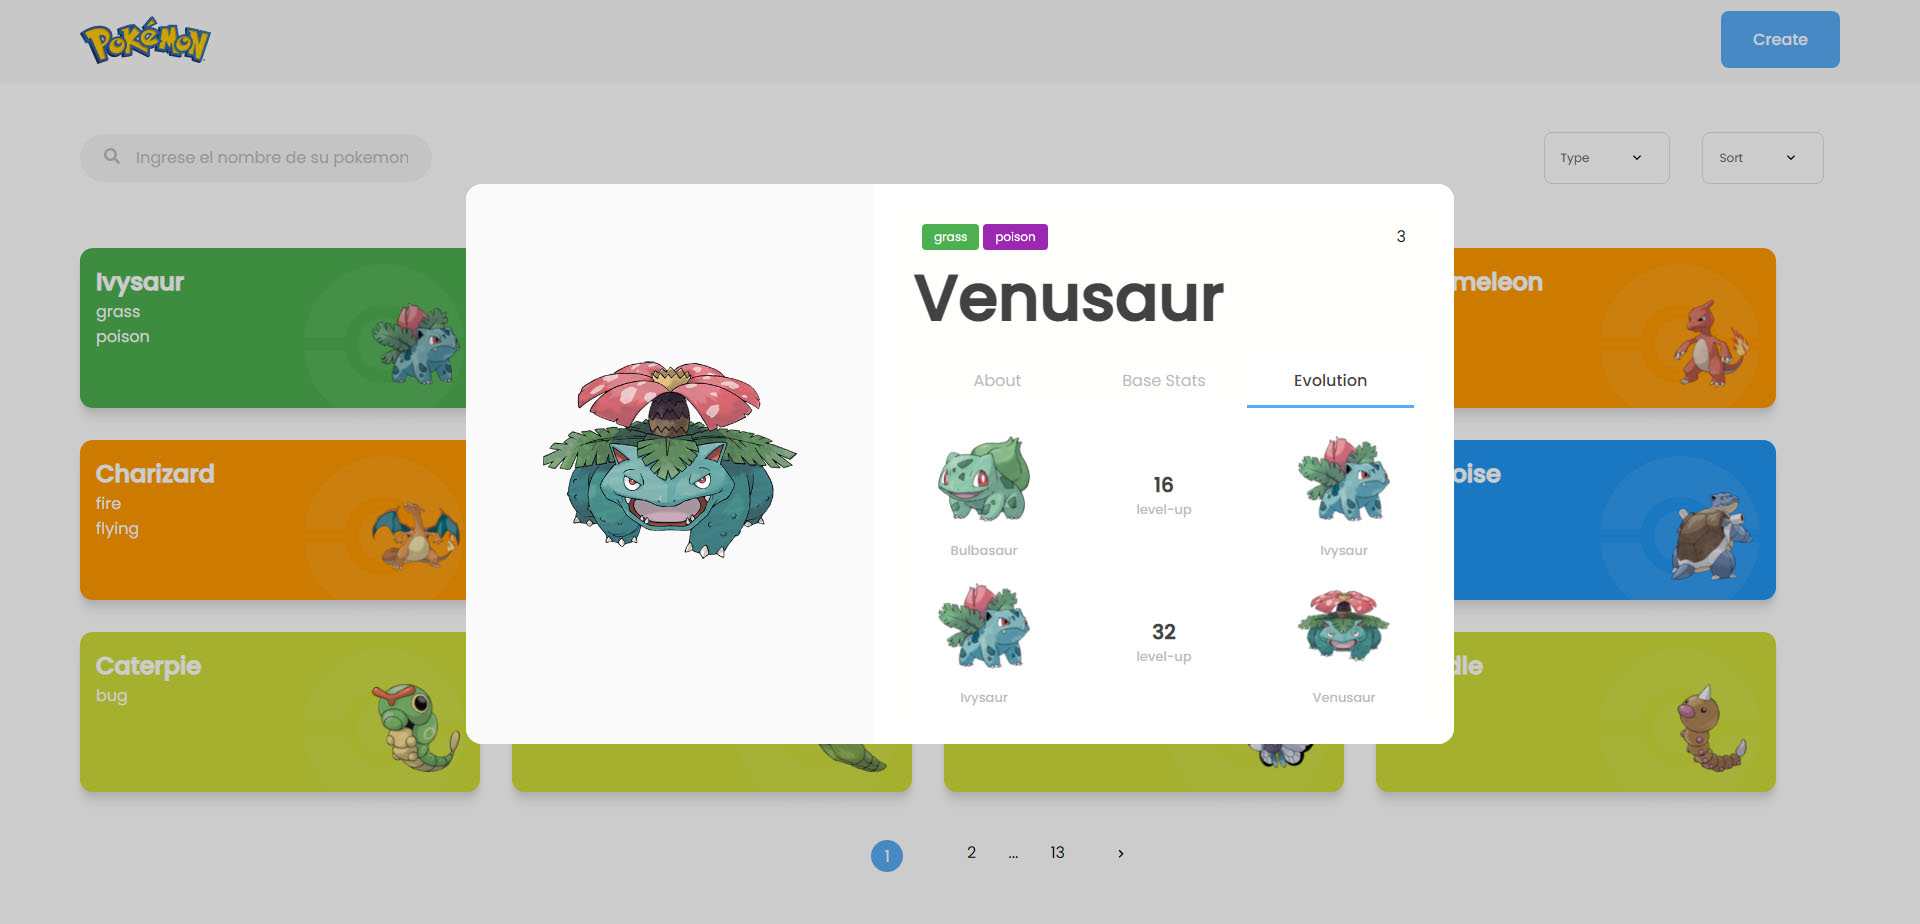 Pokémon
Create
Ingrese el nombre de su pokemon
Type
Sort
Ivysaur
grass
poison
meleon
Charizard
fire
flying
oise
Caterpie
bug
dle
grass poison
3
Venusaur
About Base Stats Evolution
16
level-up
Bulbasaur Ivysaur
32
level-up
Ivysaur Venusaur
1 2 ... 13 >